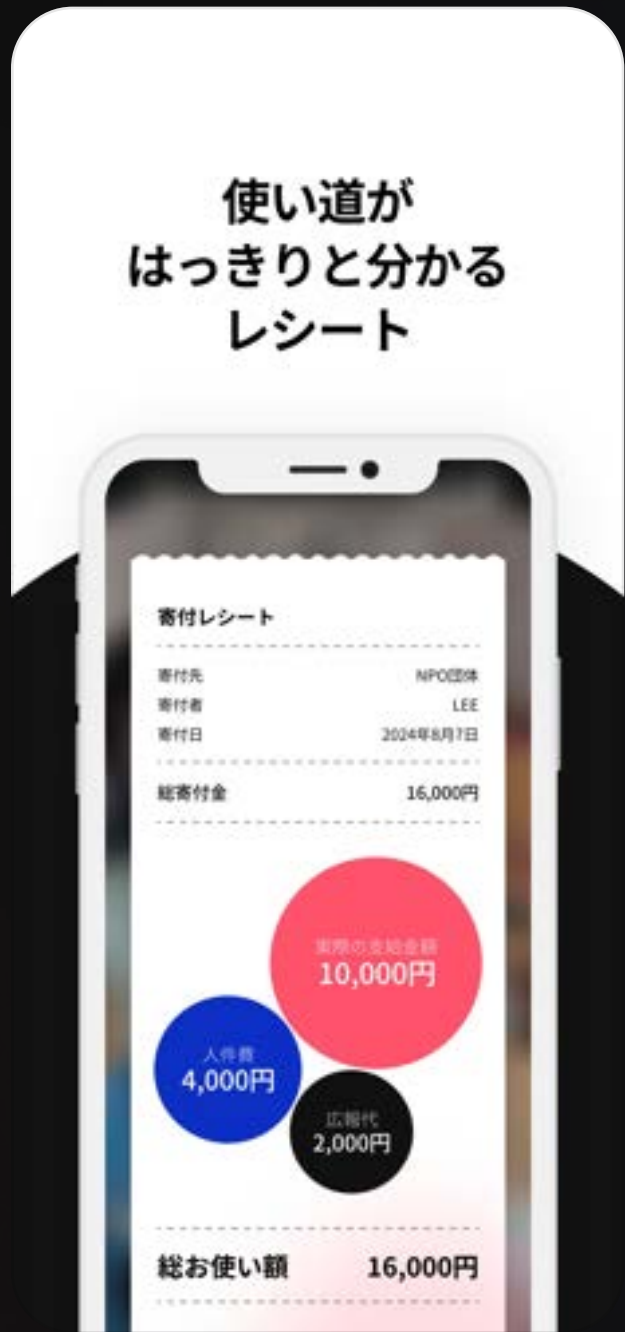 使い道が
はっきりと分かる
レシート
寄付レシート
寄付先 NPO団体
寄付者 LEE
寄付日 2024年8月7日
総寄付金 16,000円
実際の支給金額
10,000円
人件費
4,000円
広報代
2,000円
総お使い額 16,000円